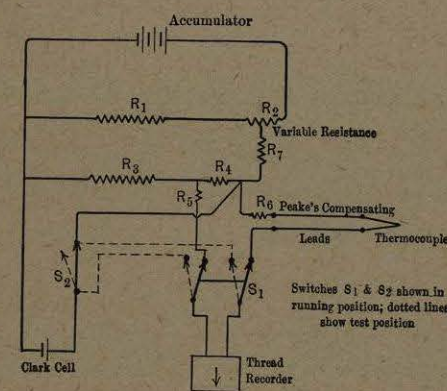 Accumulator
R1
R2
Variable Resistance
R3
R4
R7
R5
R6
Peake's Compensating
Leads
Thermocouple
S2
S1
Switches S1 & S2 shown in
running position; dotted lines
show test position
Clark Cell
Thread
Recorder